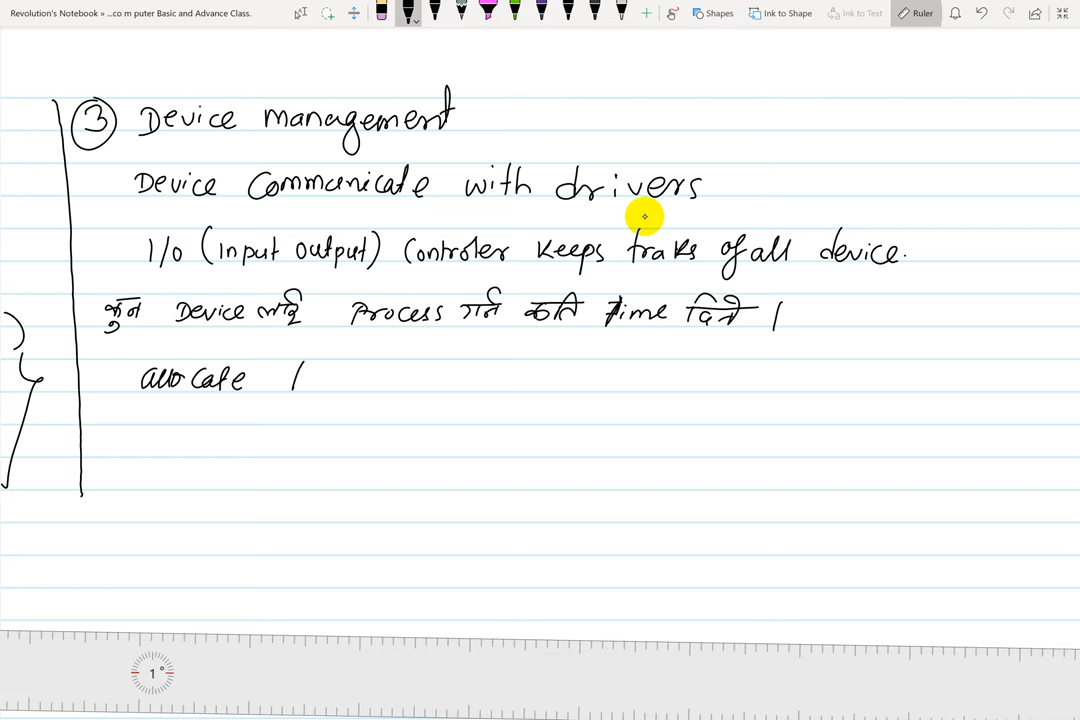 Revolution's Notebook » ...co m puter Basic and Advance Class.
Shapes Ink to Shape Ink to Text Ruler
3 Device management
Device Communicate with drivers
I/O (Input Output) Controler keeps traks of all device.
कुन Device लाई Process गर्न कति time दिने ।
allocate ।
1°